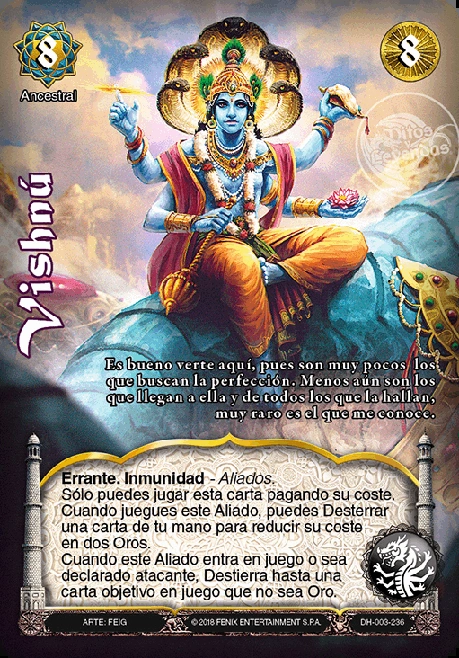 8
8
Ancestral
Mitos
Leyendas
Vishnú
Es bueno verte aquí, pues son muy pocos los
que buscan la perfección. Menos aún son los
que llegan a ella y de todos los que la hallan,
muy raro es el que me conoce.
Errante. Inmunidad - Aliados.
Sólo puedes jugar esta carta pagando su coste.
Cuando juegues este Aliado, puedes Desterrar
una carta de tu mano para reducir su coste
en dos Oros.
Cuando este Aliado entra en juego o sea
declarado atacante, Destierra hasta una
carta objetivo en juego que no sea Oro.
ARTE: FEIG
©2018 FENIX ENTERTAINMENT S.P.A.
DH-003-236